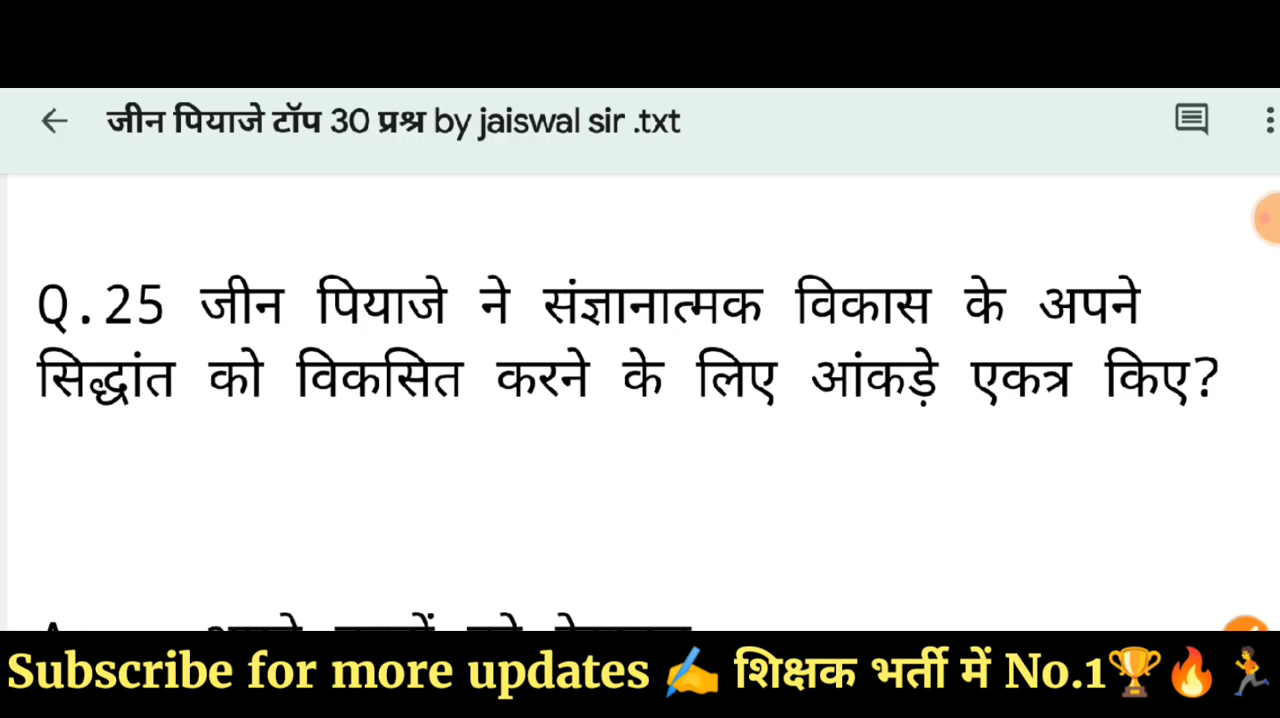 जीन पियाजे टॉप 30 प्रश्न by jaiswal sir .txt
Q.25 जीन पियाजे ने संज्ञानात्मक विकास के अपने
सिद्धांत को विकसित करने के लिए आंकड़े एकत्र किए?
Subscribe for more updates ✍️ शिक्षक भर्ती में No.1🏆🔥🏃